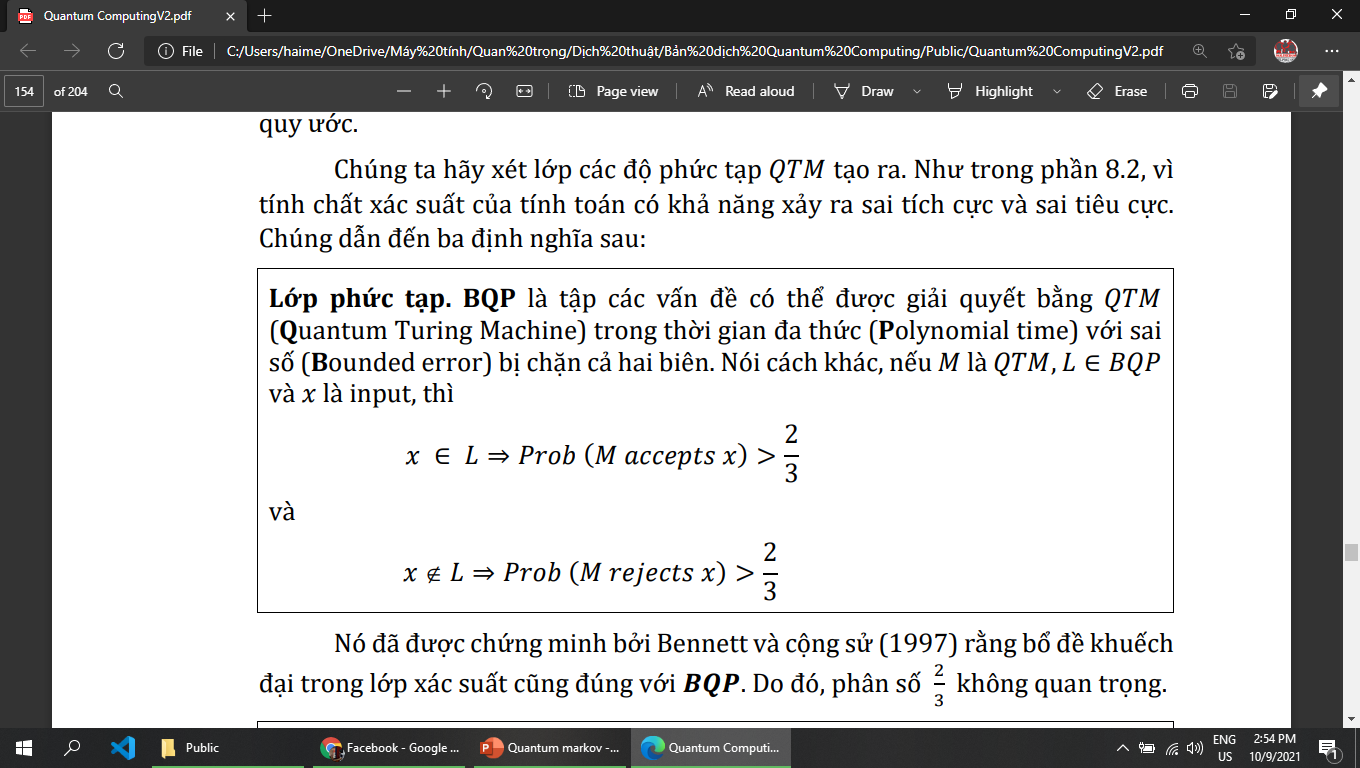 Quantum ComputingV2.pdf
File C:/Users/haime/OneDrive/Máy%20tính/Quan%20trọng/Dịch%20thuật/Bản%20dịch%20Quantum%20Computing/Public/Quantum%20ComputingV2.pdf
154 of 204 Page view Read aloud Draw Highlight Erase
quy ước.
Chúng ta hãy xét lớp các độ phức tạp QTM tạo ra. Như trong phần 8.2, vì
tính chất xác suất của tính toán có khả năng xảy ra sai tích cực và sai tiêu cực.
Chúng dẫn đến ba định nghĩa sau:
Lớp phức tạp. BQP là tập các vấn đề có thể được giải quyết bằng QTM
(Quantum Turing Machine) trong thời gian đa thức (Polynomial time) với sai
số (Bounded error) bị chặn cả hai biên. Nói cách khác, nếu M là QTM, L ∈ BQP
và x là input, thì
x ∈ L ⇒ Prob (M accepts x) > 2/3
và
x ∉ L ⇒ Prob (M rejects x) > 2/3
Nó đã được chứng minh bởi Bennett và cộng sử (1997) rằng bổ đề khuếch
đại trong lớp xác suất cũng đúng với BQP. Do đó, phân số 2/3 không quan trọng.
Public Facebook - Google ... Quantum markov -... Quantum Computi... ENG 2:54 PM
US 10/9/2021 1